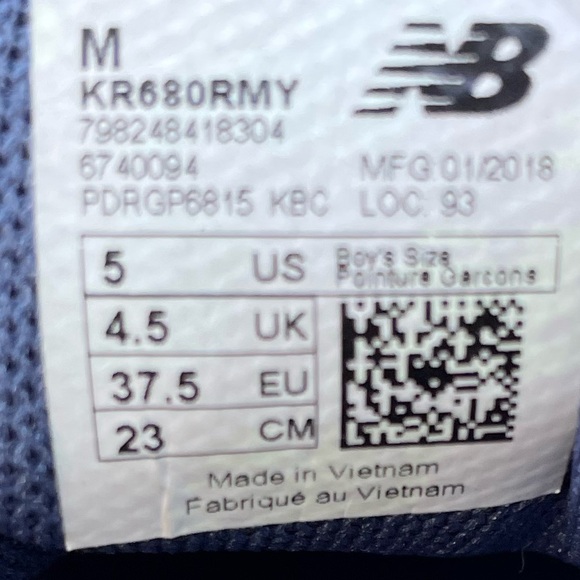 M
NB
KR680RMY
798248418304
6740094 MFG:01/2018
PDRGP6815 KBC LOC: 93
5 US Boy's Size
Pointure Garcons
4.5 UK
37.5 EU
23 CM
Made in Vietnam
Fabriqué au Vietnam